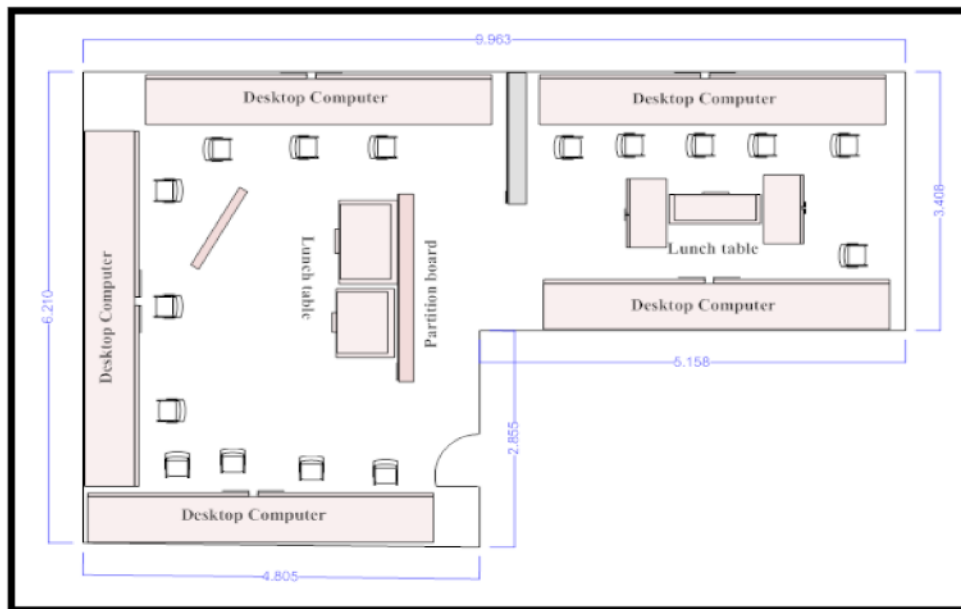 9.963
Desktop Computer
Desktop Computer
3.408
Lunch table
Desktop Computer
6.210
Desktop Computer
Lunch table
Partition board
5.158
2.855
Desktop Computer
4.805